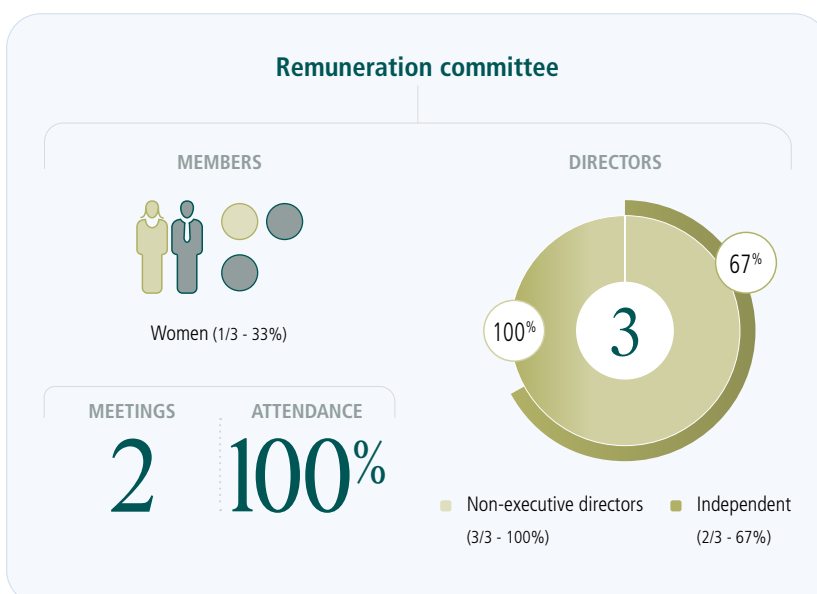 Remuneration committee
MEMBERS
Women (1/3 - 33%)
MEETINGS
2
ATTENDANCE
100%
DIRECTORS
67%
100%
3
Non-executive directors
(3/3 - 100%)
Independent
(2/3 - 67%)